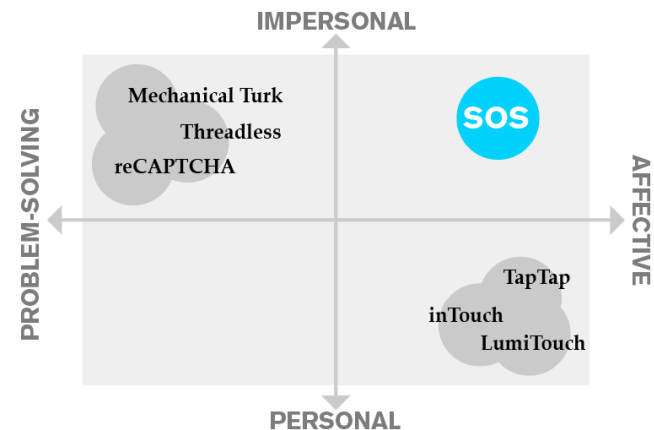 IMPERSONAL
Mechanical Turk
SOS
Threadless
reCAPTCHA
PROBLEM-SOLVING
AFFECTIVE
TapTap
inTouch
LumiTouch
PERSONAL